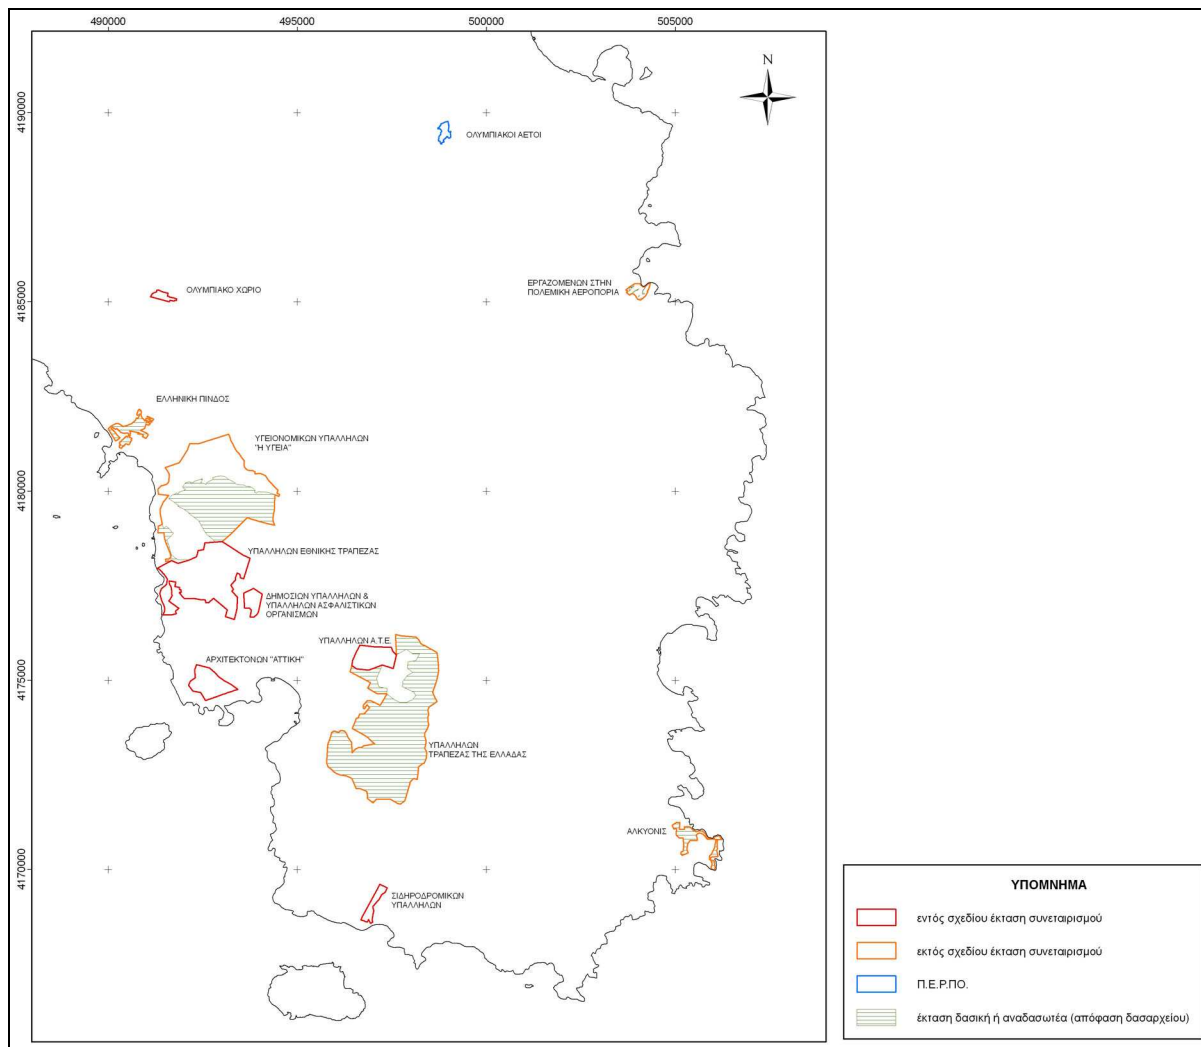 490000
495000
500000
505000
N
4190000
ΟΛΥΜΠΙΑΚΟΙ ΑΕΤΟΙ
ΕΡΓΑΖΟΜΕΝΩΝ ΣΤΗΝ
ΠΟΛΕΜΙΚΗ ΑΕΡΟΠΟΡΙΑ
ΟΛΥΜΠΙΑΚΟ ΧΩΡΙΟ
4185000
ΕΛΛΗΝΙΚΗ ΠΙΝΔΟΣ
ΥΓΕΙΟΝΟΜΙΚΩΝ ΥΠΑΛΛΗΛΩΝ
"Η ΥΓΕΙΑ"
4180000
ΥΠΑΛΛΗΛΩΝ ΕΘΝΙΚΗΣ ΤΡΑΠΕΖΑΣ
ΔΗΜΟΣΙΩΝ ΥΠΑΛΛΗΛΩΝ &
ΥΠΑΛΛΗΛΩΝ ΑΣΦΑΛΙΣΤΙΚΩΝ
ΟΡΓΑΝΙΣΜΩΝ
ΥΠΑΛΛΗΛΩΝ Α.Τ.Ε.
ΑΡΧΙΤΕΚΤΟΝΩΝ "ΑΤΤΙΚΗ"
4175000
ΥΠΑΛΛΗΛΩΝ
ΤΡΑΠΕΖΑΣ ΤΗΣ ΕΛΛΑΔΑΣ
ΑΛΚΥΟΝΙΣ
4170000
ΣΙΔΗΡΟΔΡΟΜΙΚΩΝ
ΥΠΑΛΛΗΛΩΝ
ΥΠΟΜΝΗΜΑ
εντός σχεδίου έκταση συνεταιρισμού
εκτός σχεδίου έκταση συνεταιρισμού
Π.Ε.Ρ.ΠΟ.
έκταση δασική ή αναδασωτέα (απόφαση δασαρχείου)